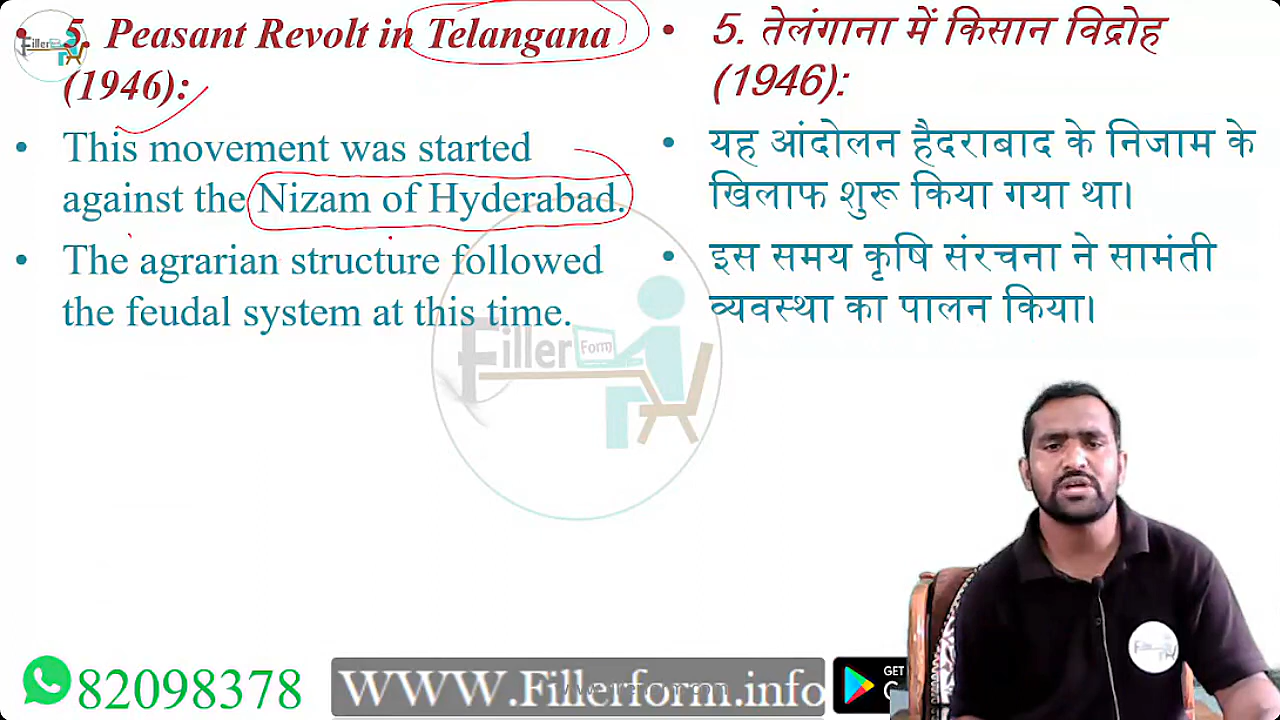 5. Peasant Revolt in Telangana
(1946):
This movement was started
against the Nizam of Hyderabad.
The agrarian structure followed
the feudal system at this time.
5. तेलंगाना में किसान विद्रोह
(1946):
यह आंदोलन हैदराबाद के निजाम के
खिलाफ शुरू किया गया था।
इस समय कृषि संरचना ने सामंती
व्यवस्था का पालन किया।
Filler Form
82098378
WWW.Fillerform.info
GET